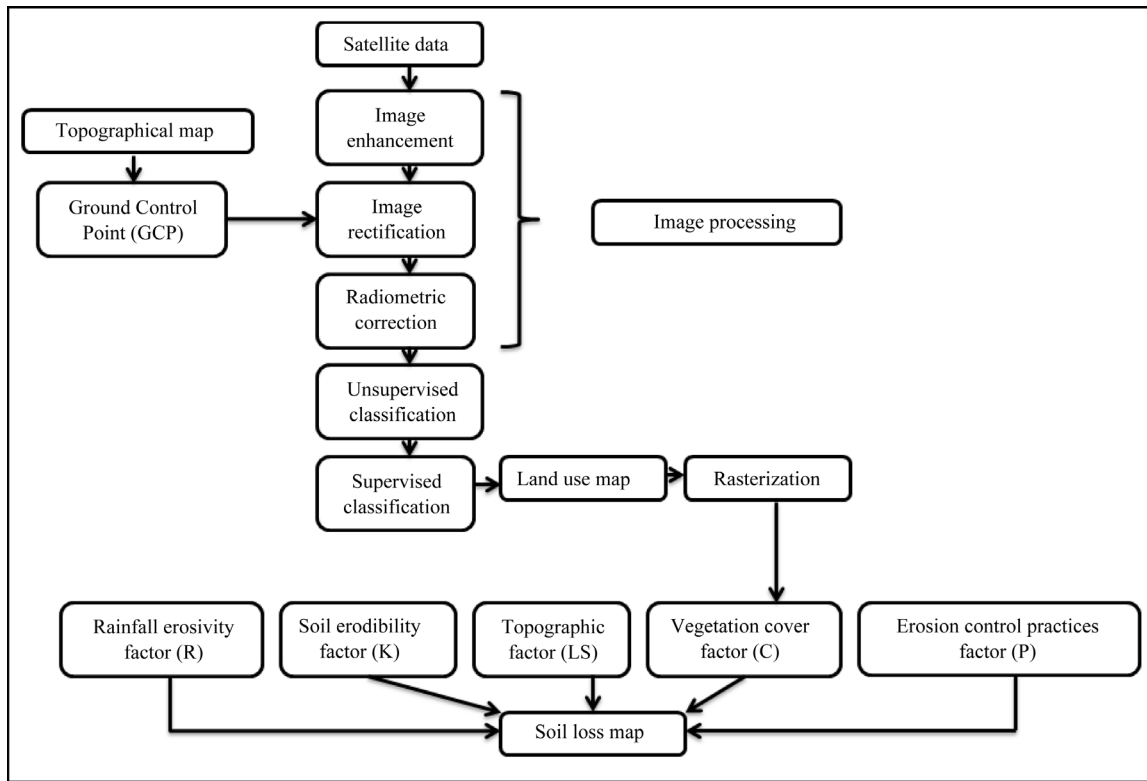 Satellite data
Image
enhancement
Topographical map
Ground Control
Point (GCP)
Image
rectification
Image processing
Radiometric
correction
Unsupervised
classification
Supervised
classification
Land use map
Rasterization
Rainfall erosivity
factor (R)
Soil erodibility
factor (K)
Topographic
factor (LS)
Vegetation cover
factor (C)
Erosion control practices
factor (P)
Soil loss map